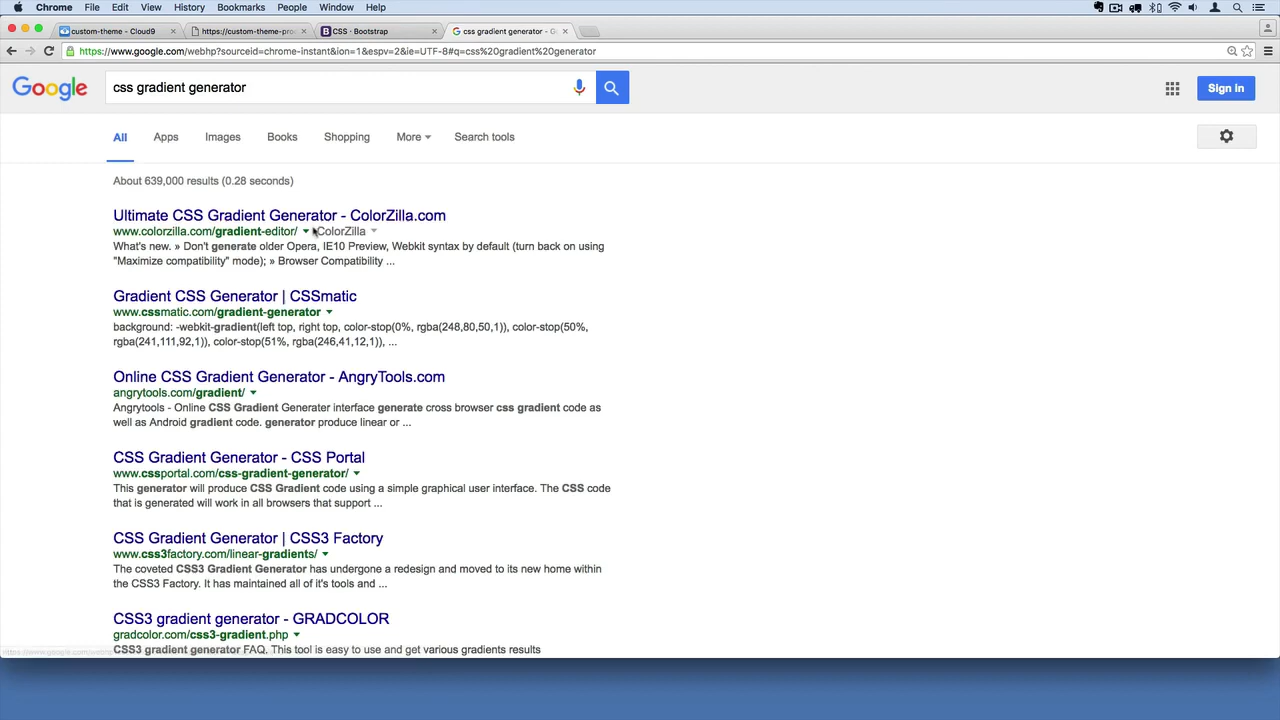 Chrome File Edit View History Bookmarks People Window Help
custom-theme - Cloud9 https://custom-theme-pro CSS · Bootstrap css gradient generator - G
https://www.google.com/webhp?sourceid=chrome-instant&ion=1&espv=2&ie=UTF-8#q=css%20gradient%20generator
Google css gradient generator Sign in
All Apps Images Books Shopping More Search tools
About 639,000 results (0.28 seconds)
Ultimate CSS Gradient Generator - ColorZilla.com
www.colorzilla.com/gradient-editor/ ColorZilla
What's new. » Don't generate older Opera, IE10 Preview, Webkit syntax by default (turn back on using
"Maximize compatibility" mode); » Browser Compatibility ...
Gradient CSS Generator | CSSmatic
www.cssmatic.com/gradient-generator
background: -webkit-gradient(left top, right top, color-stop(0%, rgba(248,80,50,1)), color-stop(50%,
rgba(241,111,92,1)), color-stop(51%, rgba(246,41,12,1)), ...
Online CSS Gradient Generator - AngryTools.com
angrytools.com/gradient/
Angrytools - Online CSS Gradient Generater interface generate cross browser css gradient code as
well as Android gradient code. generator produce linear or ...
CSS Gradient Generator - CSS Portal
www.cssportal.com/css-gradient-generator/
This generator will produce CSS Gradient code using a simple graphical user interface. The CSS code
that is generated will work in all browsers that support ...
CSS Gradient Generator | CSS3 Factory
www.css3factory.com/linear-gradients/
The coveted CSS3 Gradient Generator has undergone a redesign and moved to its new home within
the CSS3 Factory. It has maintained all of it's tools and ...
CSS3 gradient generator - GRADCOLOR
gradcolor.com/css3-gradient.php
CSS3 gradient generator FAQ. This tool is easy to use and get various gradients results